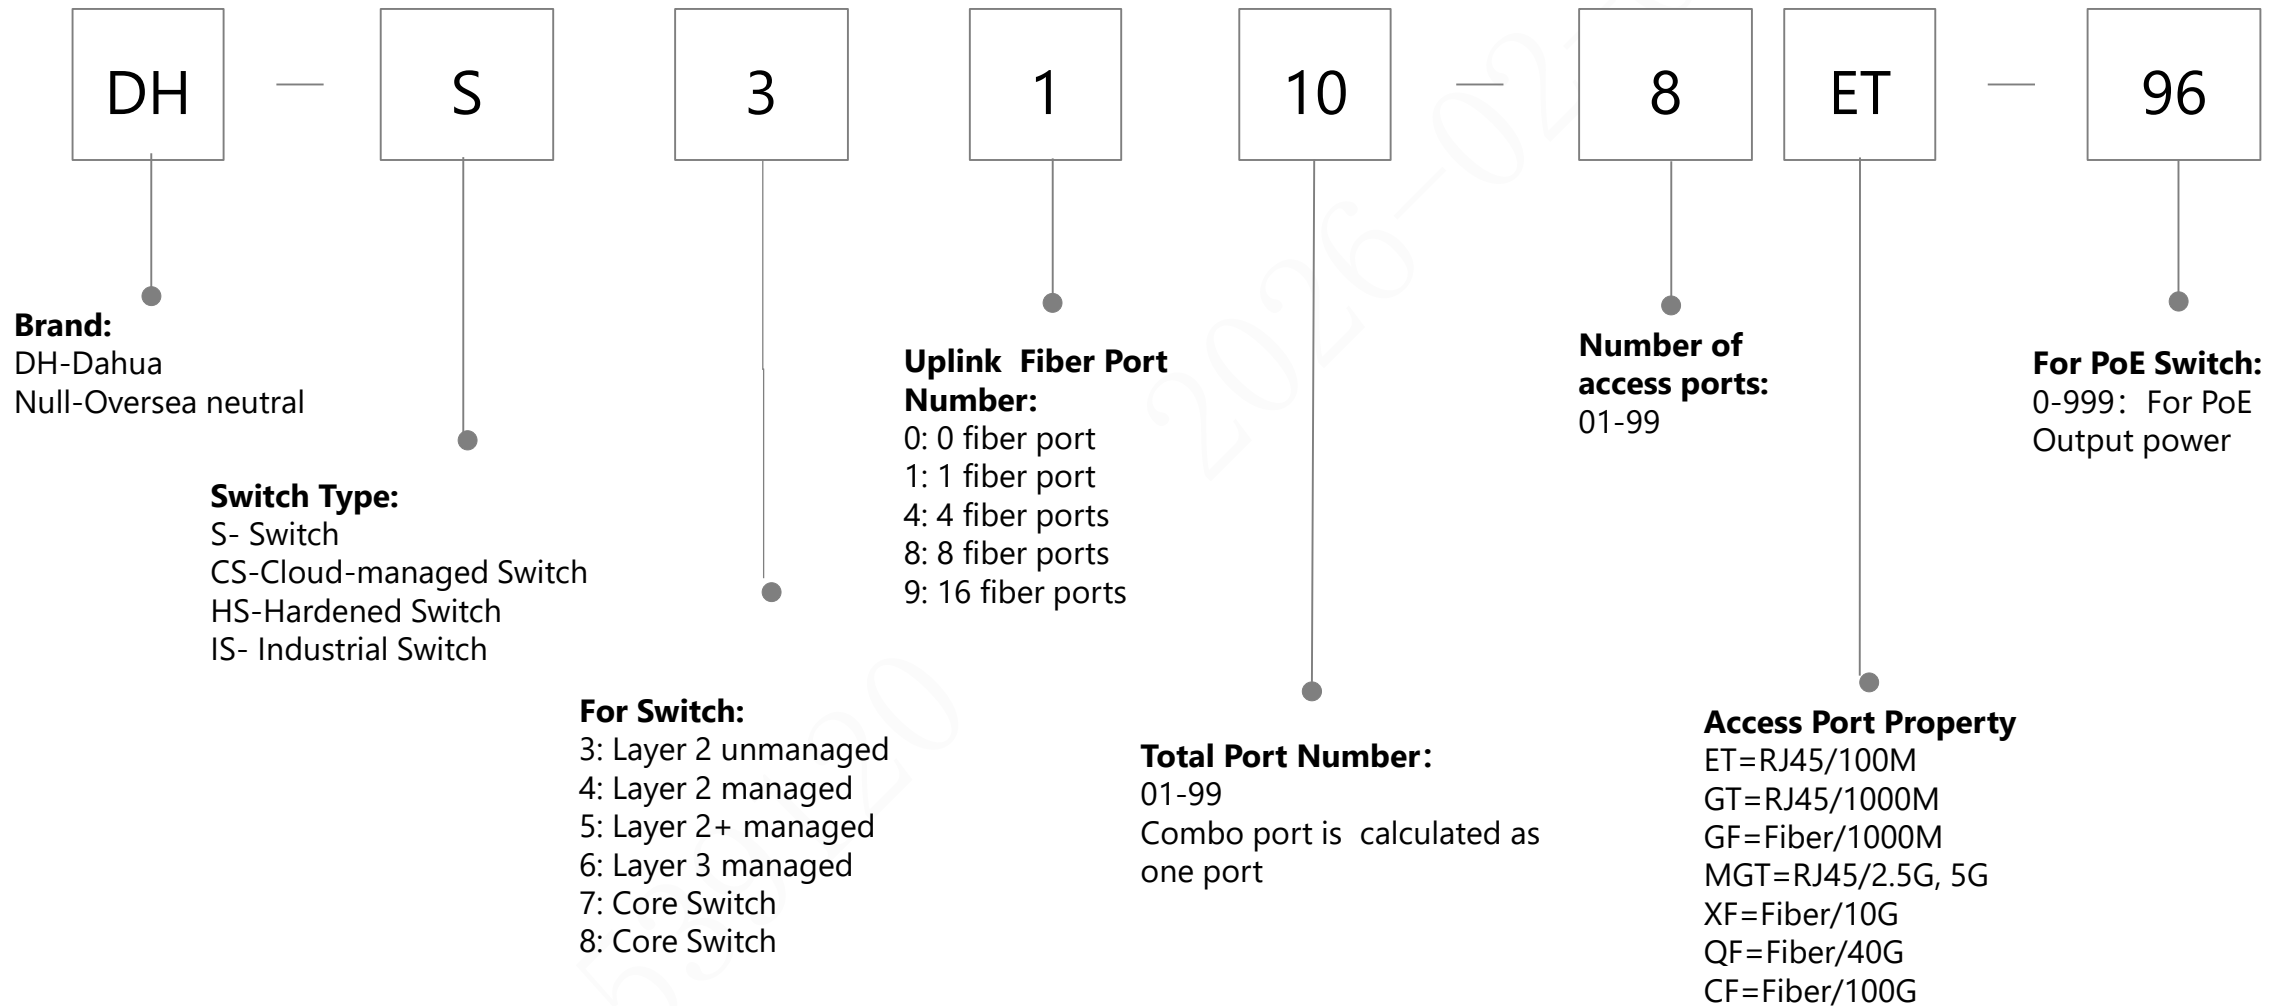 DH — S 3 1 10 — 8 ET — 96
Brand:
DH-Dahua
Null-Oversea neutral
Switch Type:
S- Switch
CS-Cloud-managed Switch
HS-Hardened Switch
IS- Industrial Switch
For Switch:
3: Layer 2 unmanaged
4: Layer 2 managed
5: Layer 2+ managed
6: Layer 3 managed
7: Core Switch
8: Core Switch
Uplink  Fiber Port
Number:
0: 0 fiber port
1: 1 fiber port
4: 4 fiber ports
8: 8 fiber ports
9: 16 fiber ports
Total Port Number：
01-99
Combo port is  calculated as
one port
Number of
access ports:
01-99
Access Port Property
ET=RJ45/100M
GT=RJ45/1000M
GF=Fiber/1000M
MGT=RJ45/2.5G, 5G
XF=Fiber/10G
QF=Fiber/40G
CF=Fiber/100G
For PoE Switch:
0-999：For PoE
Output power